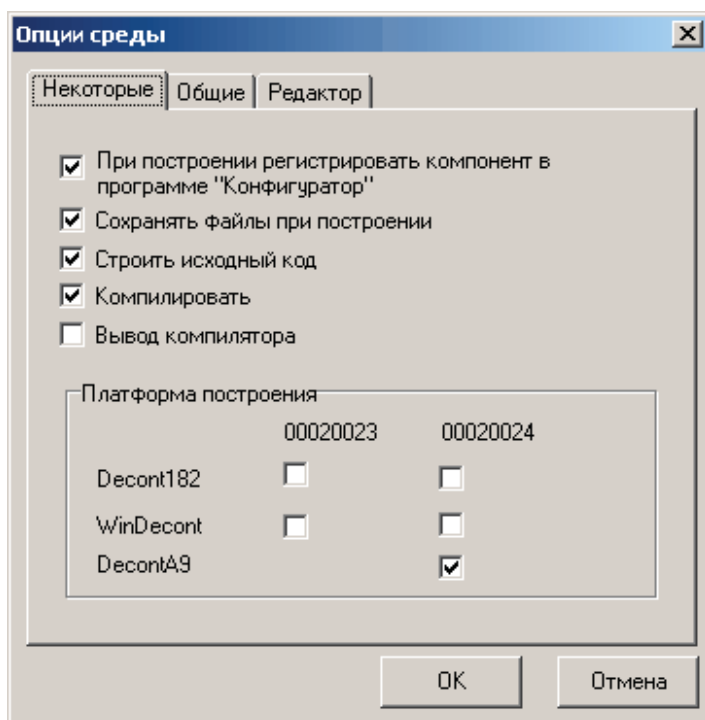 Опции среды
Некоторые Общие Редактор
При построении регистрировать компонент в
программе "Конфигуратор"
Сохранять файлы при построении
Строить исходный код
Компилировать
Вывод компилятора
Платформа построения
00020023 00020024
Decont182
WinDecont
DecontA9
OK Отмена